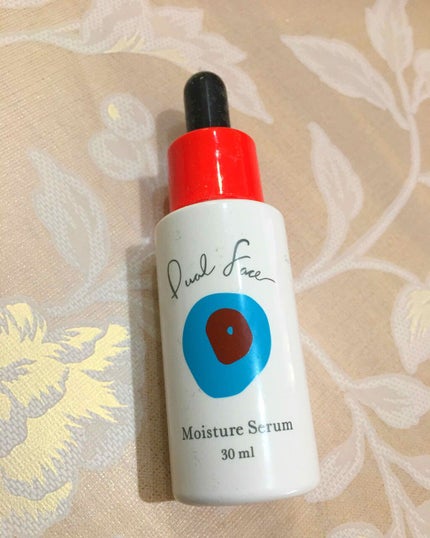 Dual Face
Moisture Serum
30 ml